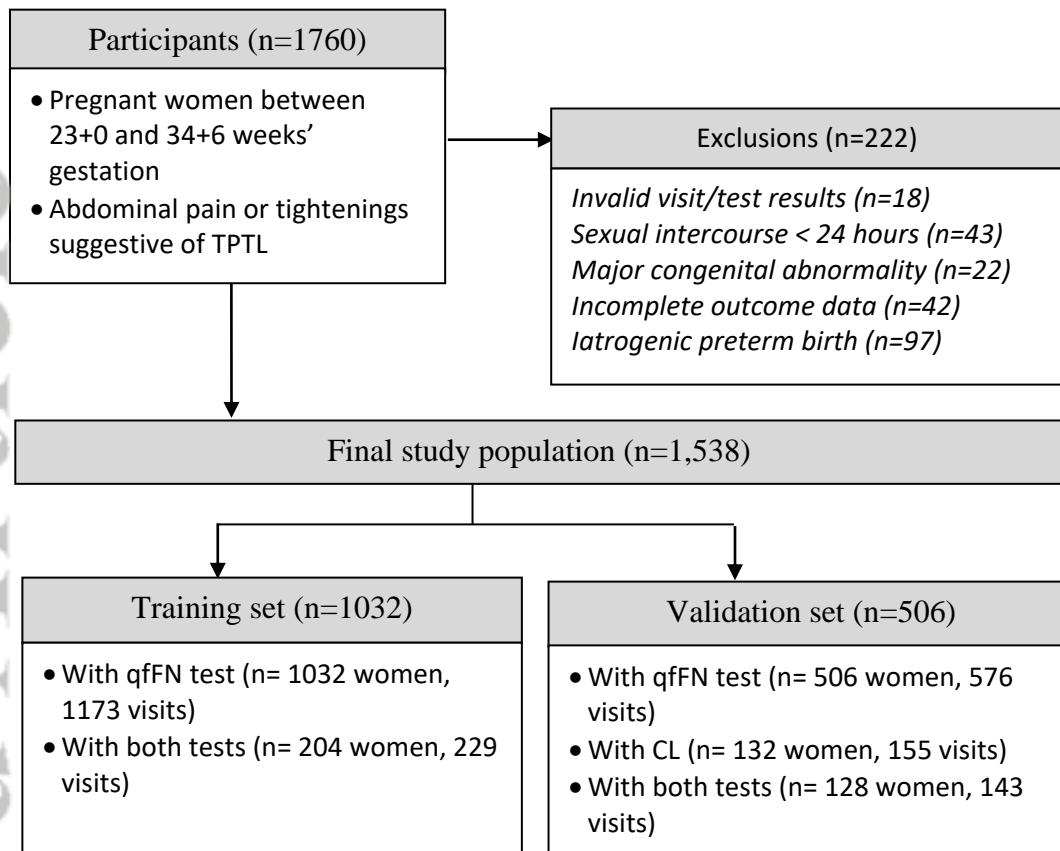 Participants (n=1760)
• Pregnant women between
23+0 and 34+6 weeks’
gestation
• Abdominal pain or tightenings
suggestive of TPTL
Exclusions (n=222)
Invalid visit/test results (n=18)
Sexual intercourse < 24 hours (n=43)
Major congenital abnormality (n=22)
Incomplete outcome data (n=42)
Iatrogenic preterm birth (n=97)
Final study population (n=1,538)
Training set (n=1032)
• With qfFN test (n= 1032 women,
1173 visits)
• With both tests (n= 204 women, 229
visits)
Validation set (n=506)
• With qfFN test (n= 506 women, 576
visits)
• With CL (n= 132 women, 155 visits)
• With both tests (n= 128 women, 143
visits)